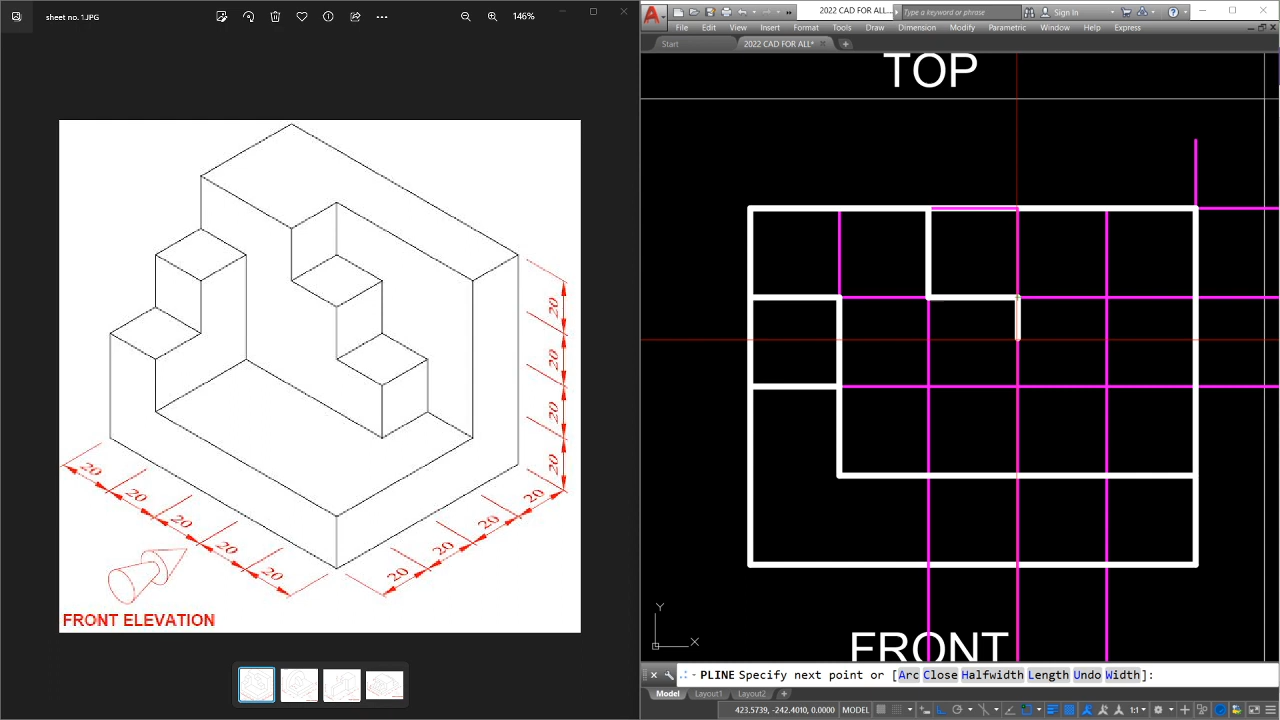 sheet no. 1.JPG
146%
20
20
20
20
20
20
20
20
20
20
20
20
20
FRONT ELEVATION
2022 CAD FOR ALL...
Type a keyword or phrase
Sign In
File Edit View Insert Format Tools Draw Dimension Modify Parametric Window Help Express
Start
2022 CAD FOR ALL*
TOP
Y
X
FRONT
PLINE Specify next point or [Arc Close Halfwidth Length Undo Width]:
Model Layout1 Layout2
423.5739, -242.4010, 0.0000 MODEL
1:1